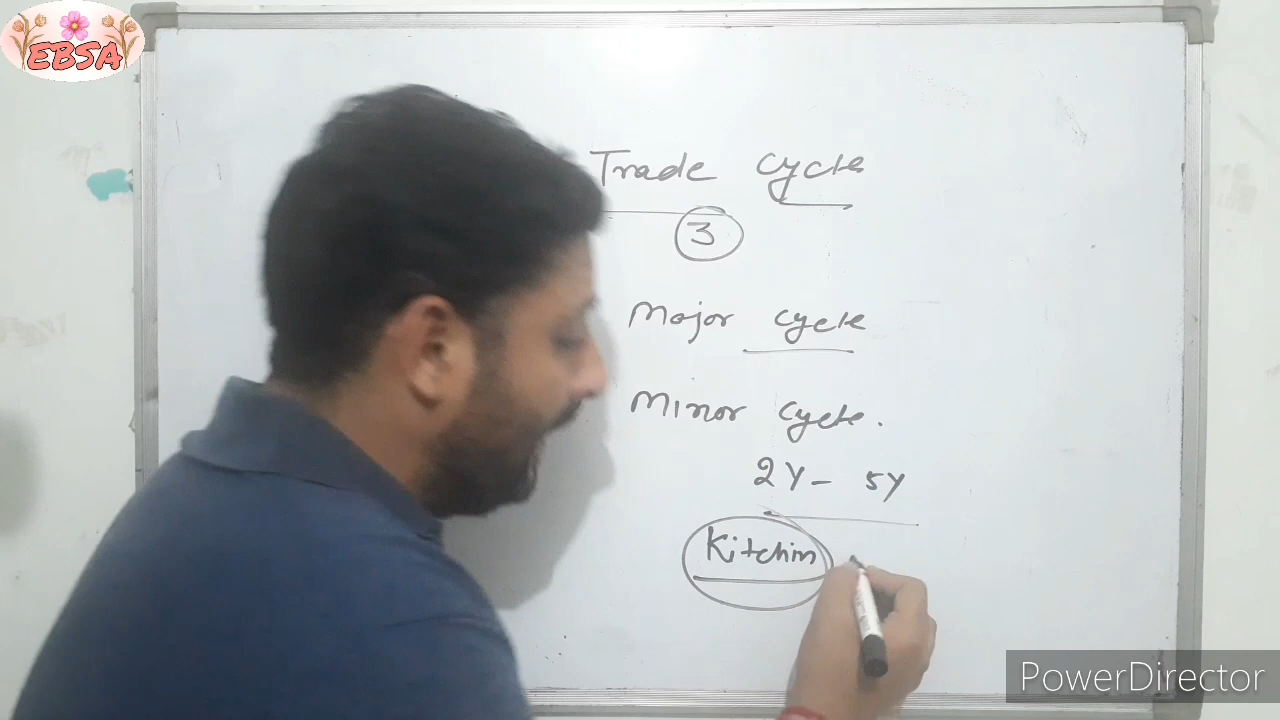 EBSA
Trade Cycle
3
Major Cycle
Minor Cycle.
2Y - 5Y
Kitchin
PowerDirector